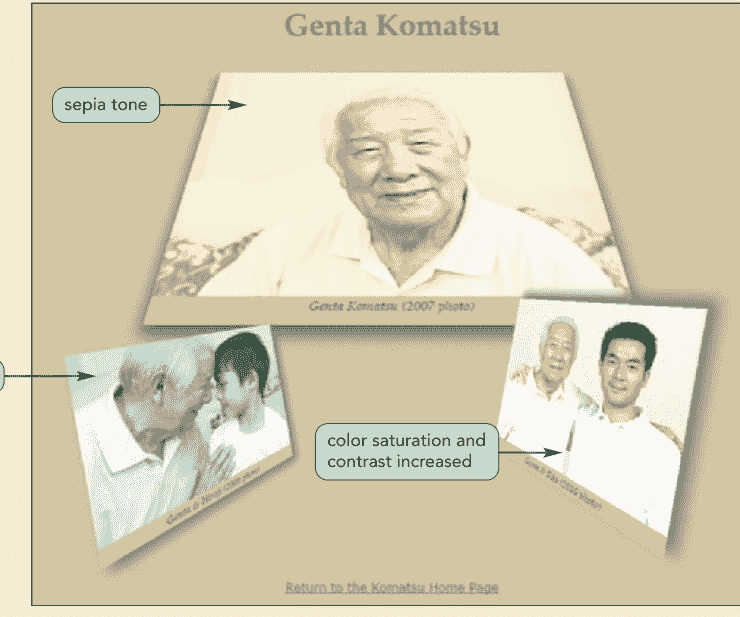 Genta Komatsu
sepia tone
Genta Komatsu (2007 photo)
color saturation and
contrast increased
Return to the Komatsu Home Page